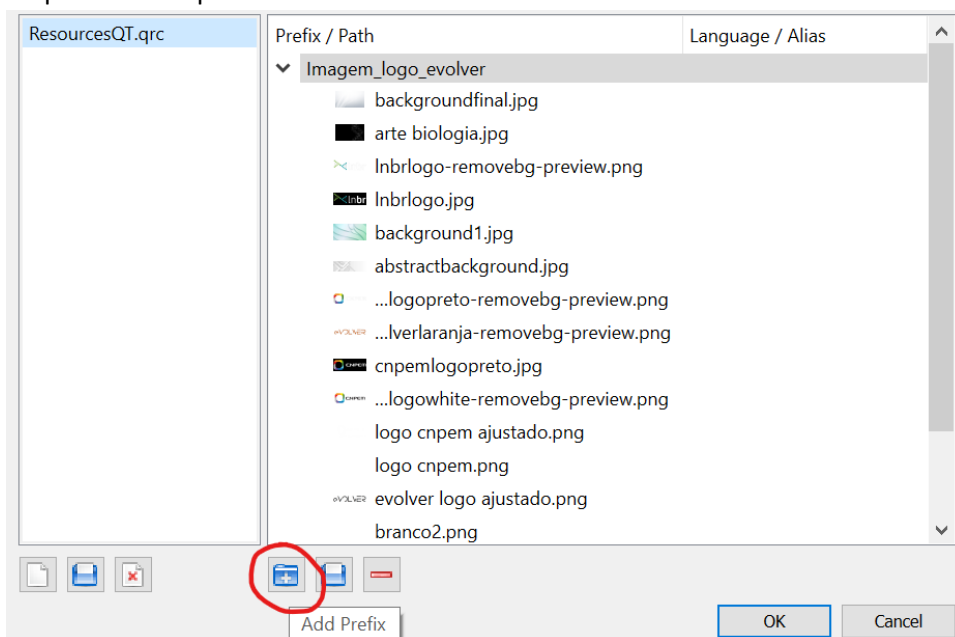 ResourcesQT.qrc
Prefix / Path Language / Alias
Imagem_logo_evolver
backgroundfinal.jpg
arte biologia.jpg
lnbrlogo-removebg-preview.png
lnbrlogo.jpg
background1.jpg
abstractbackground.jpg
...logopreto-removebg-preview.png
...lverlaranja-removebg-preview.png
cnpemlogopreto.jpg
...logowhite-removebg-preview.png
logo cnpem ajustado.png
logo cnpem.png
evolver logo ajustado.png
branco2.png
Add Prefix
OK Cancel